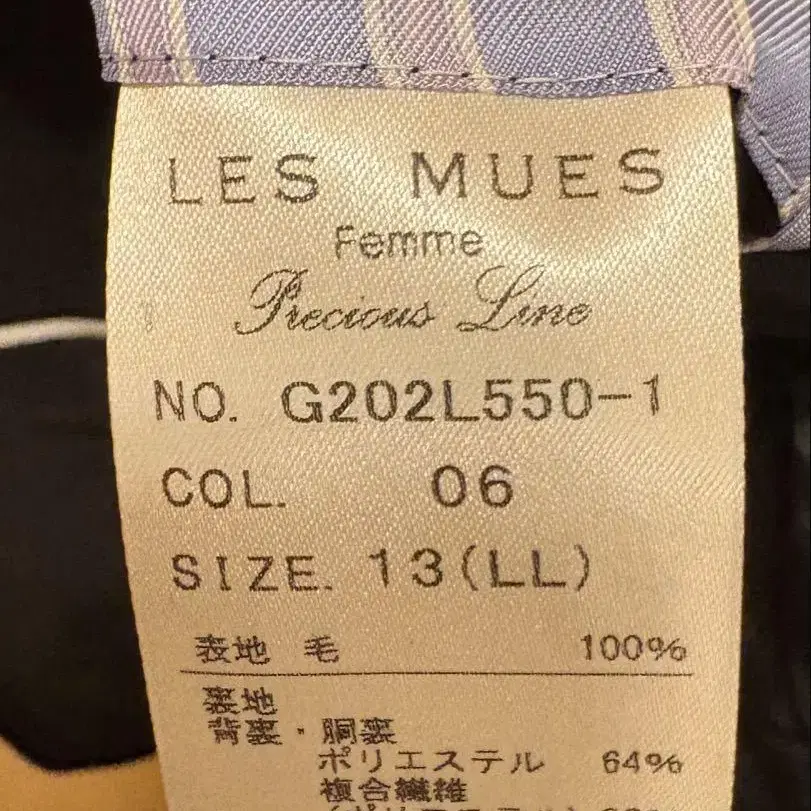 LES MUES
Femme
Precious Line
NO. G202L550-1
COL. 06
SIZE. 13(LL)
表地 毛 100%
裏地
背裏・胴裏
ポリエステル 64%
複合繊維